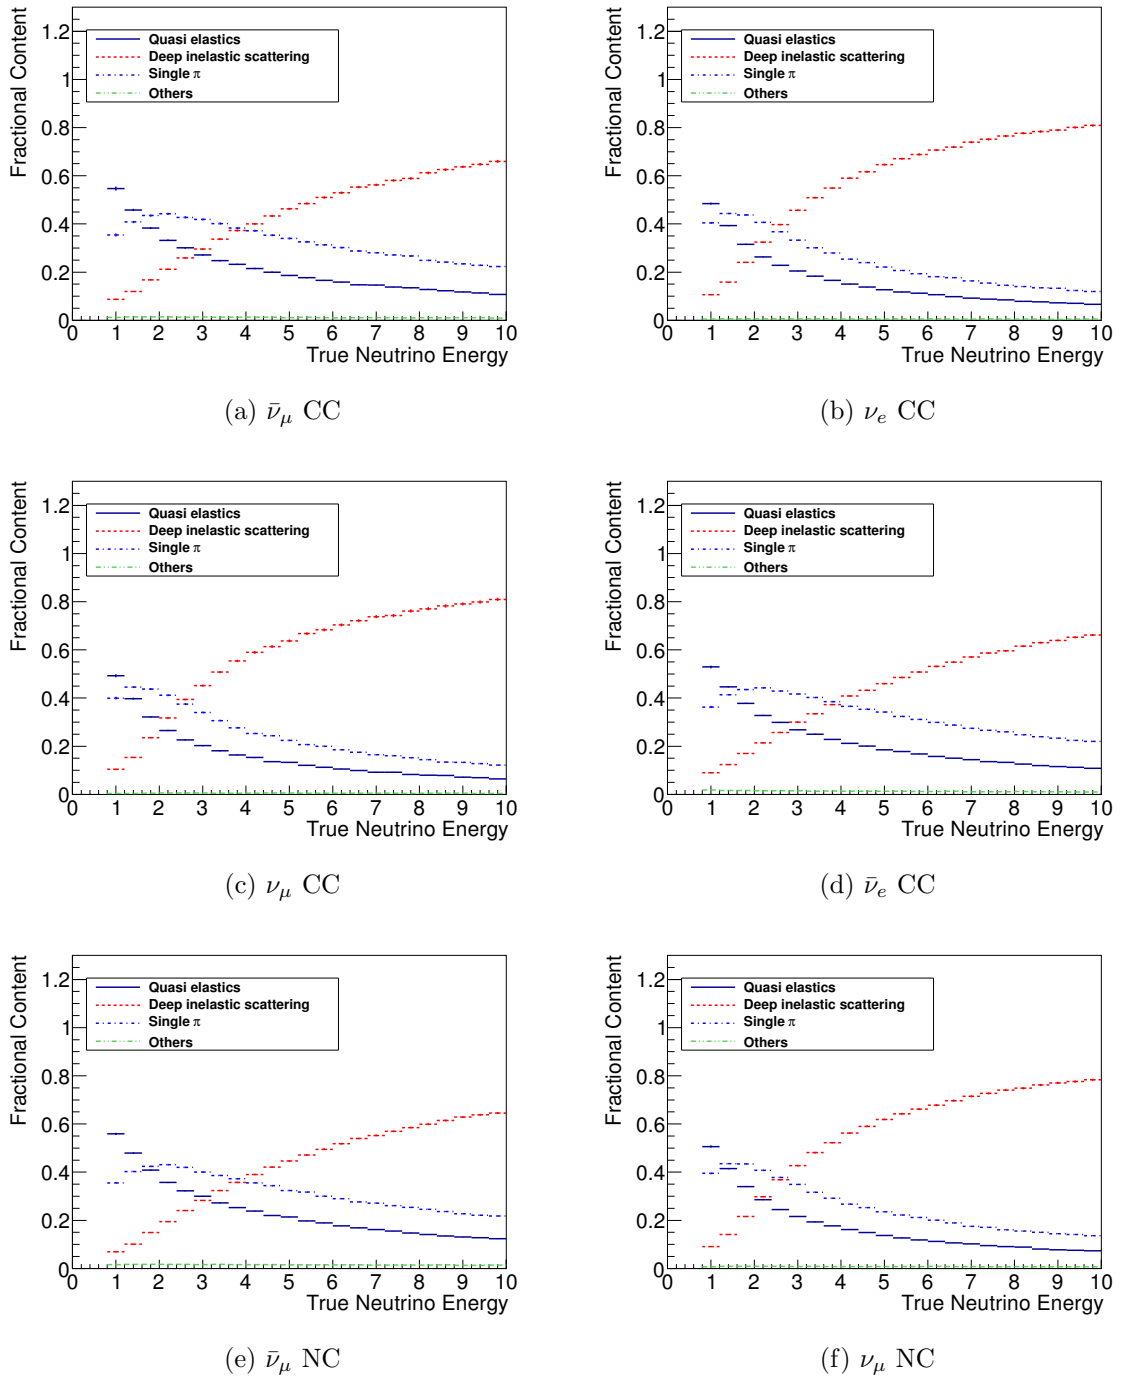 Fractional Content
1.2
1
0.8
0.6
0.4
0.2
0
Quasi elastics
Deep inelastic scattering
Single π
Others
0 1 2 3 4 5 6 7 8 9 10
True Neutrino Energy
(a) ν̄μ CC
Fractional Content
1.2
1
0.8
0.6
0.4
0.2
0
Quasi elastics
Deep inelastic scattering
Single π
Others
0 1 2 3 4 5 6 7 8 9 10
True Neutrino Energy
(b) νe CC
Fractional Content
1.2
1
0.8
0.6
0.4
0.2
0
Quasi elastics
Deep inelastic scattering
Single π
Others
0 1 2 3 4 5 6 7 8 9 10
True Neutrino Energy
(c) νμ CC
Fractional Content
1.2
1
0.8
0.6
0.4
0.2
0
Quasi elastics
Deep inelastic scattering
Single π
Others
0 1 2 3 4 5 6 7 8 9 10
True Neutrino Energy
(d) ν̄e CC
Fractional Content
1.2
1
0.8
0.6
0.4
0.2
0
Quasi elastics
Deep inelastic scattering
Single π
Others
0 1 2 3 4 5 6 7 8 9 10
True Neutrino Energy
(e) ν̄μ NC
Fractional Content
1.2
1
0.8
0.6
0.4
0.2
0
Quasi elastics
Deep inelastic scattering
Single π
Others
0 1 2 3 4 5 6 7 8 9 10
True Neutrino Energy
(f) νμ NC